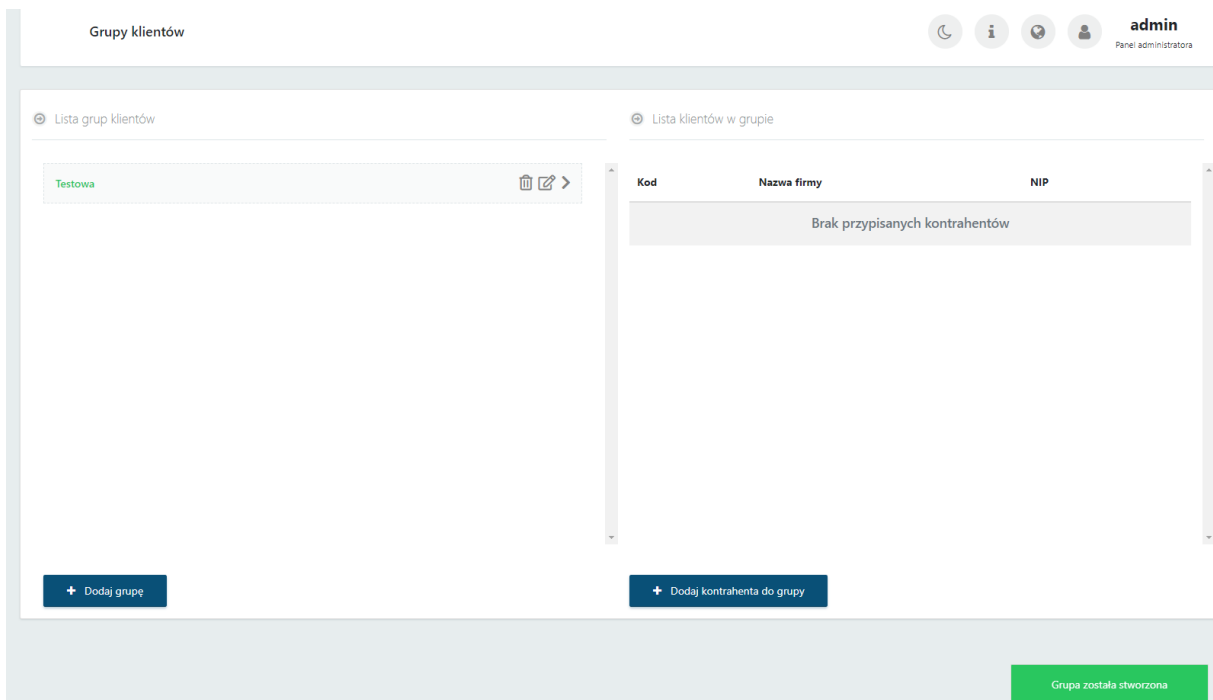 Grupy klientów
admin
Panel administratora
Lista grup klientów
Testowa
Dodaj grupę
Lista klientów w grupie
Kod Nazwa firmy NIP
Brak przypisanych kontrahentów
Dodaj kontrahenta do grupy
Grupa została stworzona